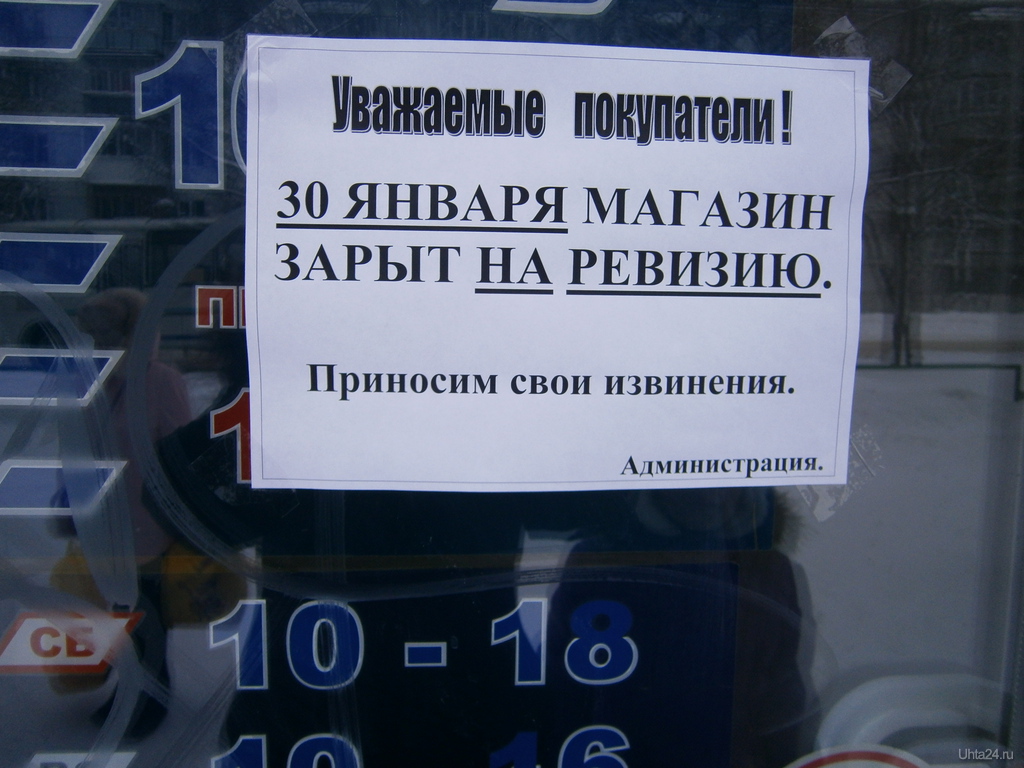 Уважаемые покупатели!
30 ЯНВАРЯ МАГАЗИН
ЗАРЫТ НА РЕВИЗИЮ.
Приносим свои извинения.
Администрация.
СБ 10 - 18
Uhta24.ru